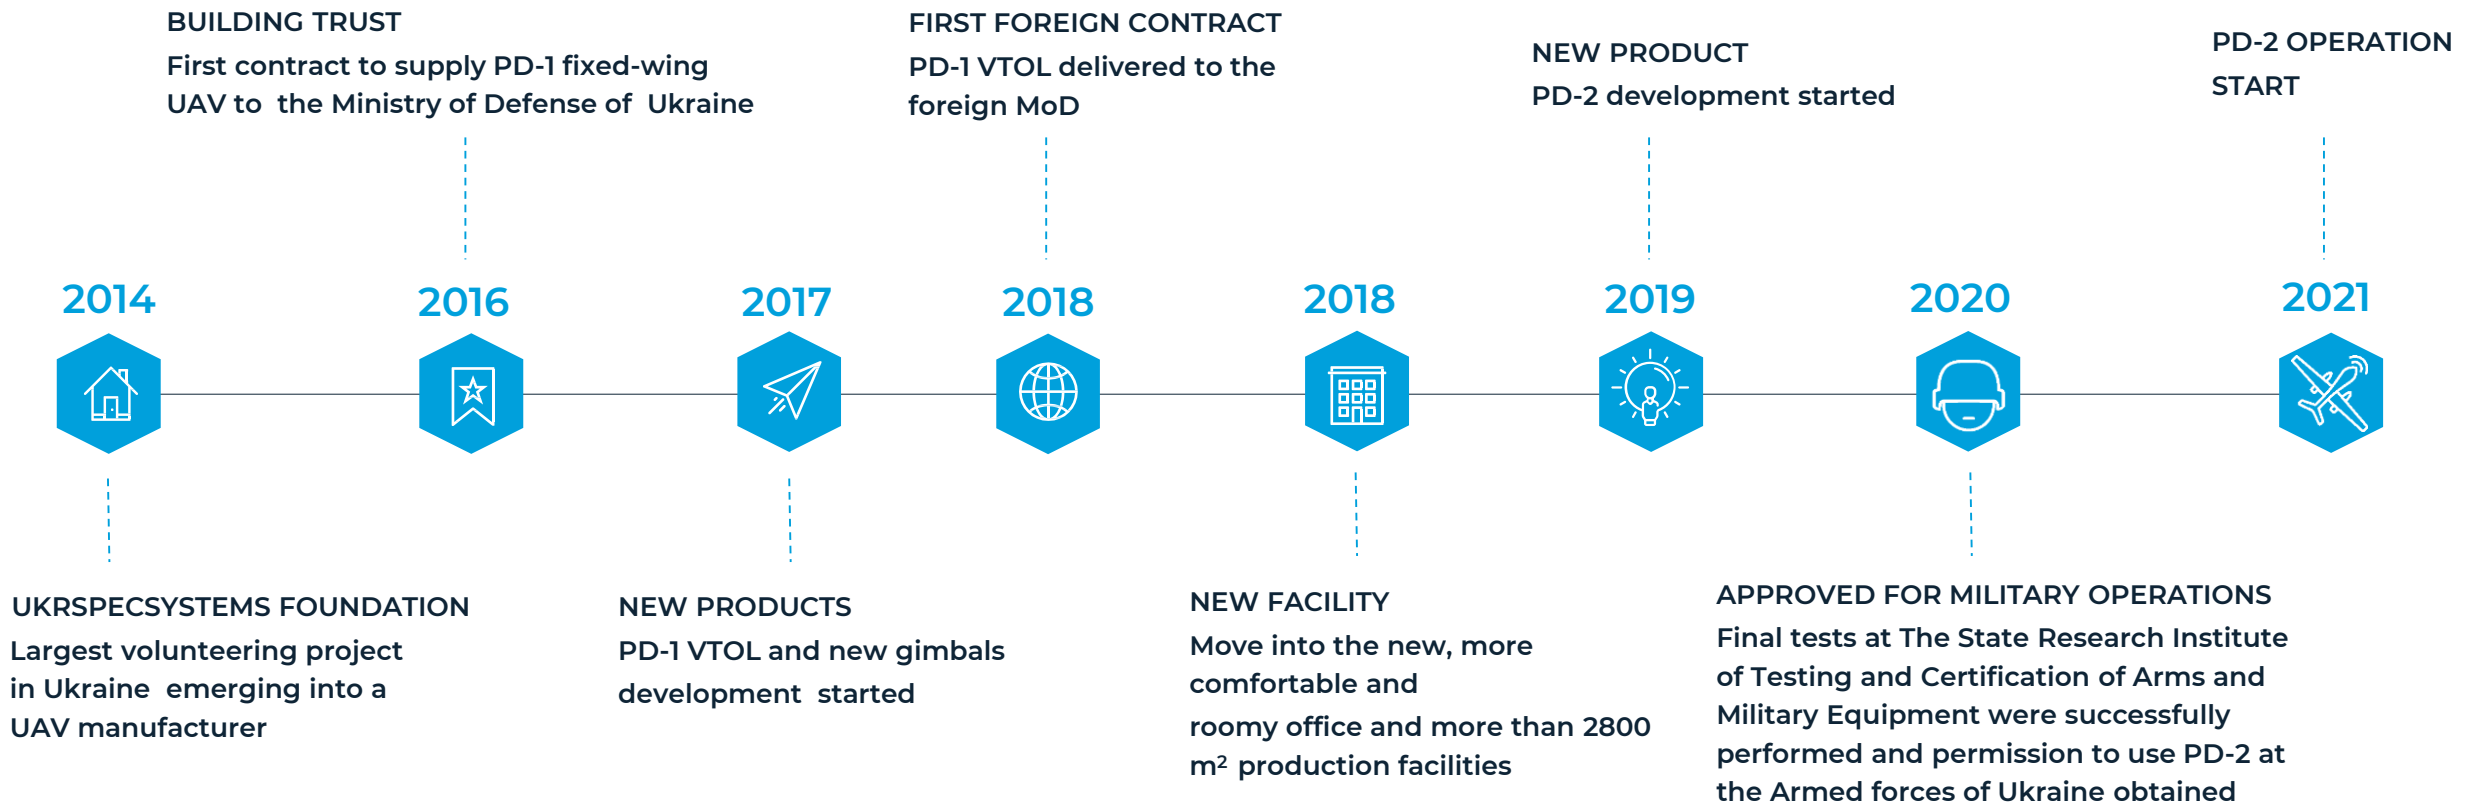 BUILDING TRUST
First contract to supply PD-1 fixed-wing
UAV to the Ministry of Defense of Ukraine
FIRST FOREIGN CONTRACT
PD-1 VTOL delivered to the
foreign MoD
NEW PRODUCT
PD-2 development started
PD-2 OPERATION
START
2014
2016
2017
2018
2018
2019
2020
2021
UKRSPECSYSTEMS FOUNDATION
Largest volunteering project
in Ukraine emerging into a
UAV manufacturer
NEW PRODUCTS
PD-1 VTOL and new gimbals
development started
NEW FACILITY
Move into the new, more
comfortable and
roomy office and more than 2800
m² production facilities
APPROVED FOR MILITARY OPERATIONS
Final tests at The State Research Institute
of Testing and Certification of Arms and
Military Equipment were successfully
performed and permission to use PD-2 at
the Armed forces of Ukraine obtained